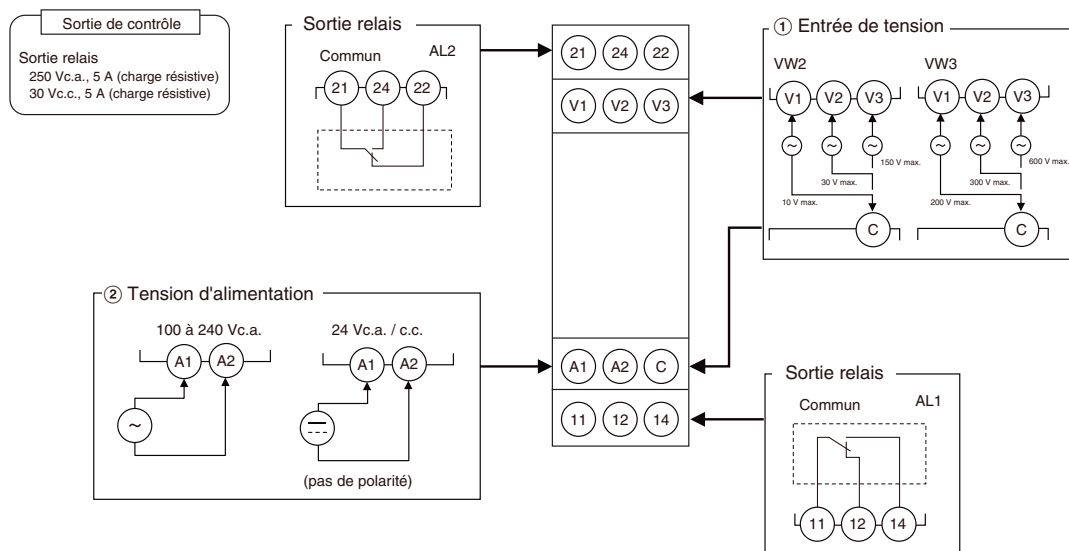 Sortie de contrôle
Sortie relais
250 Vc.a., 5 A (charge résistive)
30 Vc.c., 5 A (charge résistive)
Sortie relais
Commun AL2
21 24 22
21 24 22
V1 V2 V3
① Entrée de tension
VW2 VW3
V1 V2 V3 V1 V2 V3
~ ~ ~ ~ ~ ~
150 V max. 600 V max.
30 V max. 300 V max.
10 V max. 200 V max.
C C
② Tension d'alimentation
100 à 240 Vc.a. 24 Vc.a. / c.c.
A1 A2 A1 A2
~
(pas de polarité)
A1 A2 C
11 12 14
Sortie relais
Commun AL1
11 12 14